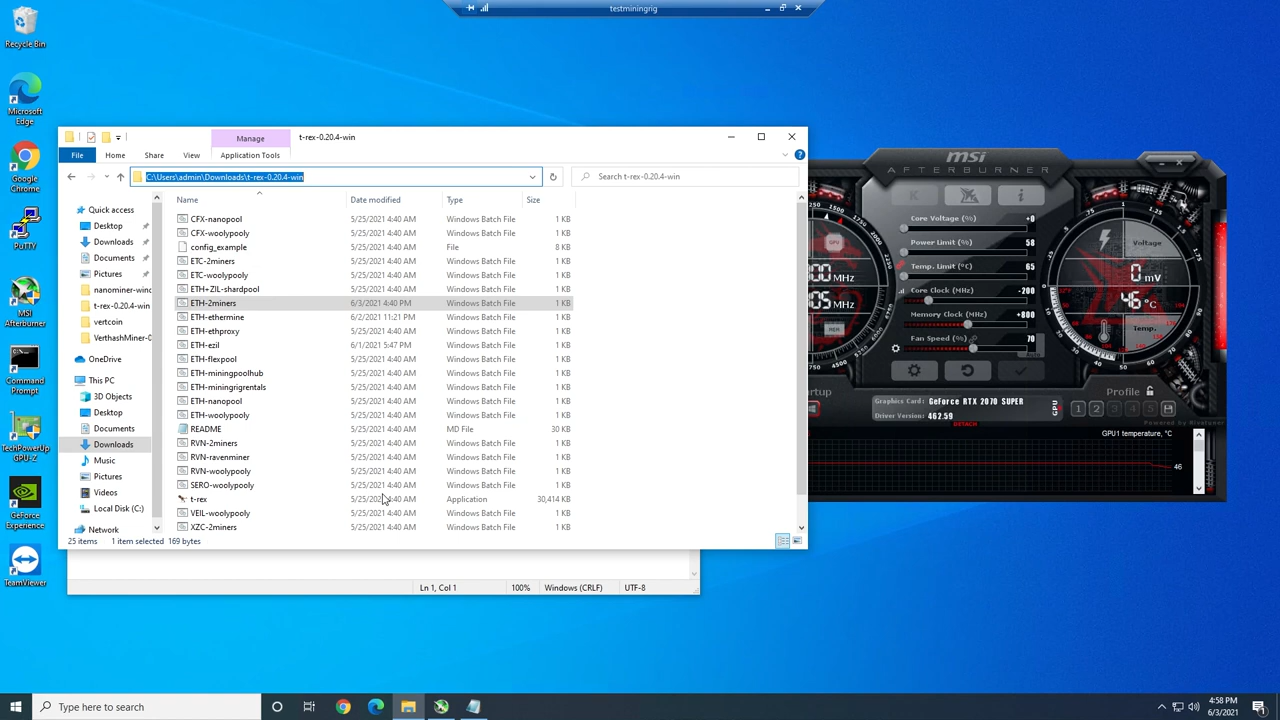 testminingrig
Recycle Bin
Microsoft
Edge
Google
Chrome
PuTTY
MSI
Afterburner
Command
Prompt
TechPowerUp
GPU-Z
GeForce
Experience
TeamViewer
Manage
t-rex-0.20.4-win
File
Home
Share
View
Application Tools
C:\Users\admin\Downloads\t-rex-0.20.4-win
Search t-rex-0.20.4-win
Quick access
Desktop
Downloads
Documents
Pictures
nanominer-wind
t-rex-0.20.4-win
vertcoin
VerthashMiner-0
OneDrive
This PC
3D Objects
Desktop
Documents
Downloads
Music
Pictures
Videos
Local Disk (C:)
Network
Name Date modified Type Size
CFX-nanopool 5/25/2021 4:40 AM Windows Batch File 1 KB
CFX-woolypooly 5/25/2021 4:40 AM Windows Batch File 1 KB
config_example 5/25/2021 4:40 AM File 8 KB
ETC-2miners 5/25/2021 4:40 AM Windows Batch File 1 KB
ETC-woolypooly 5/25/2021 4:40 AM Windows Batch File 1 KB
ETH+ZIL-shardpool 5/25/2021 4:40 AM Windows Batch File 1 KB
ETH-2miners 6/3/2021 4:40 PM Windows Batch File 1 KB
ETH-ethermine 6/2/2021 11:21 PM Windows Batch File 1 KB
ETH-ethproxy 5/25/2021 4:40 AM Windows Batch File 1 KB
ETH-ezil 6/1/2021 5:47 PM Windows Batch File 1 KB
ETH-flexpool 5/25/2021 4:40 AM Windows Batch File 1 KB
ETH-miningpoolhub 5/25/2021 4:40 AM Windows Batch File 1 KB
ETH-miningrigrentals 5/25/2021 4:40 AM Windows Batch File 1 KB
ETH-nanopool 5/25/2021 4:40 AM Windows Batch File 1 KB
ETH-woolypooly 5/25/2021 4:40 AM Windows Batch File 1 KB
README 5/25/2021 4:40 AM MD File 30 KB
RVN-2miners 5/25/2021 4:40 AM Windows Batch File 1 KB
RVN-ravenminer 5/25/2021 4:40 AM Windows Batch File 1 KB
RVN-woolypooly 5/25/2021 4:40 AM Windows Batch File 1 KB
SERO-woolypooly 5/25/2021 4:40 AM Windows Batch File 1 KB
t-rex 5/25/2021 4:40 AM Application 30,414 KB
VEIL-woolypooly 5/25/2021 4:40 AM Windows Batch File 1 KB
XZC-2miners 5/25/2021 4:40 AM Windows Batch File 1 KB
25 items 1 item selected 169 bytes
Ln 1, Col 1 100% Windows (CRLF) UTF-8
msi
AFTERBURNER
Core Voltage (%) +0
Power Limit (%) 58
Temp. Limit (°C) 65
Core Clock (MHz) -200
Memory Clock (MHz) +800
Fan Speed (%) 70
GPU
MHz
MHz
MEM
Voltage
0 mV
46 °C
Temp.
Profile
1 2 3 4 5
Graphics Card: GeForce RTX 2070 SUPER
Driver Version: 462.59
GPU1
DETACH
Powered by Rivatuner
GPU1 temperature, °C
46
Type here to search
4:58 PM
6/3/2021